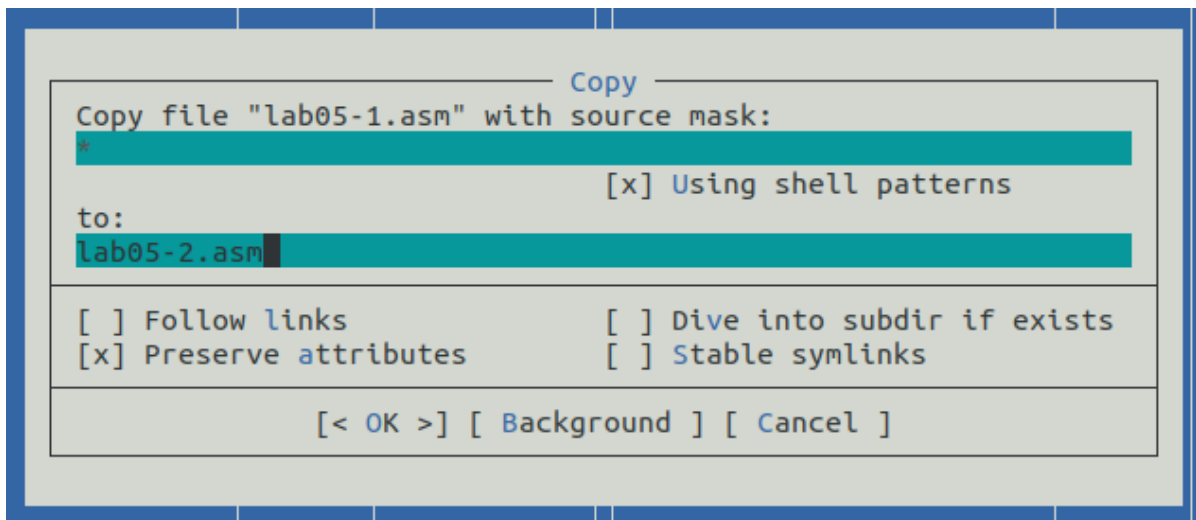 Copy
Copy file "lab05-1.asm" with source mask:
*
[x] Using shell patterns
to:
lab05-2.asm
[ ] Follow links [ ] Dive into subdir if exists
[x] Preserve attributes [ ] Stable symlinks
[< OK >] [ Background ] [ Cancel ]